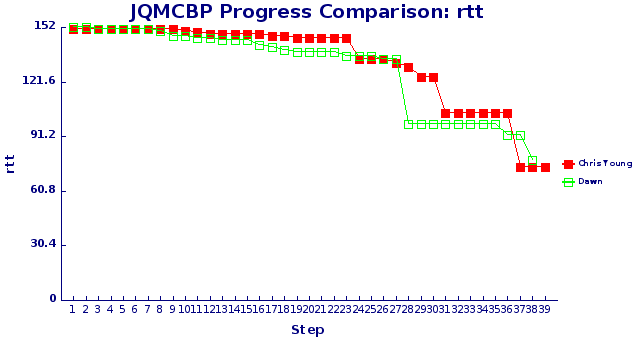 JQMCBP Progress Comparison: rtt
152
121.6
91.2
60.8
30.4
0
rtt
1 2 3 4 5 6 7 8 9 10 11 12 13 14 15 16 17 18 19 20 21 22 23 24 25 26 27 28 29 30 31 32 33 34 35 36 37 38 39
Step
ChrisYoung
Dawn